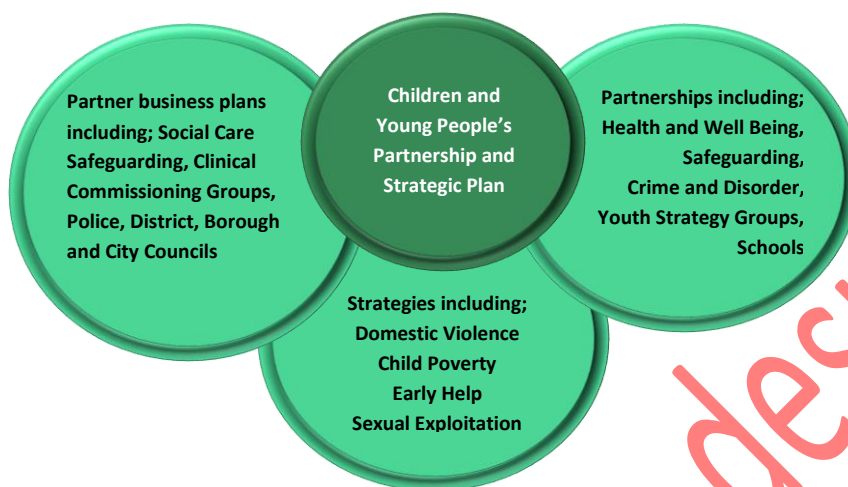 Partner business plans
including; Social Care
Safeguarding, Clinical
Commissioning Groups,
Police, District, Borough
and City Councils
Children and
Young People’s
Partnership and
Strategic Plan
Partnerships including;
Health and Well Being,
Safeguarding,
Crime and Disorder,
Youth Strategy Groups,
Schools
Strategies including;
Domestic Violence
Child Poverty
Early Help
Sexual Exploitation